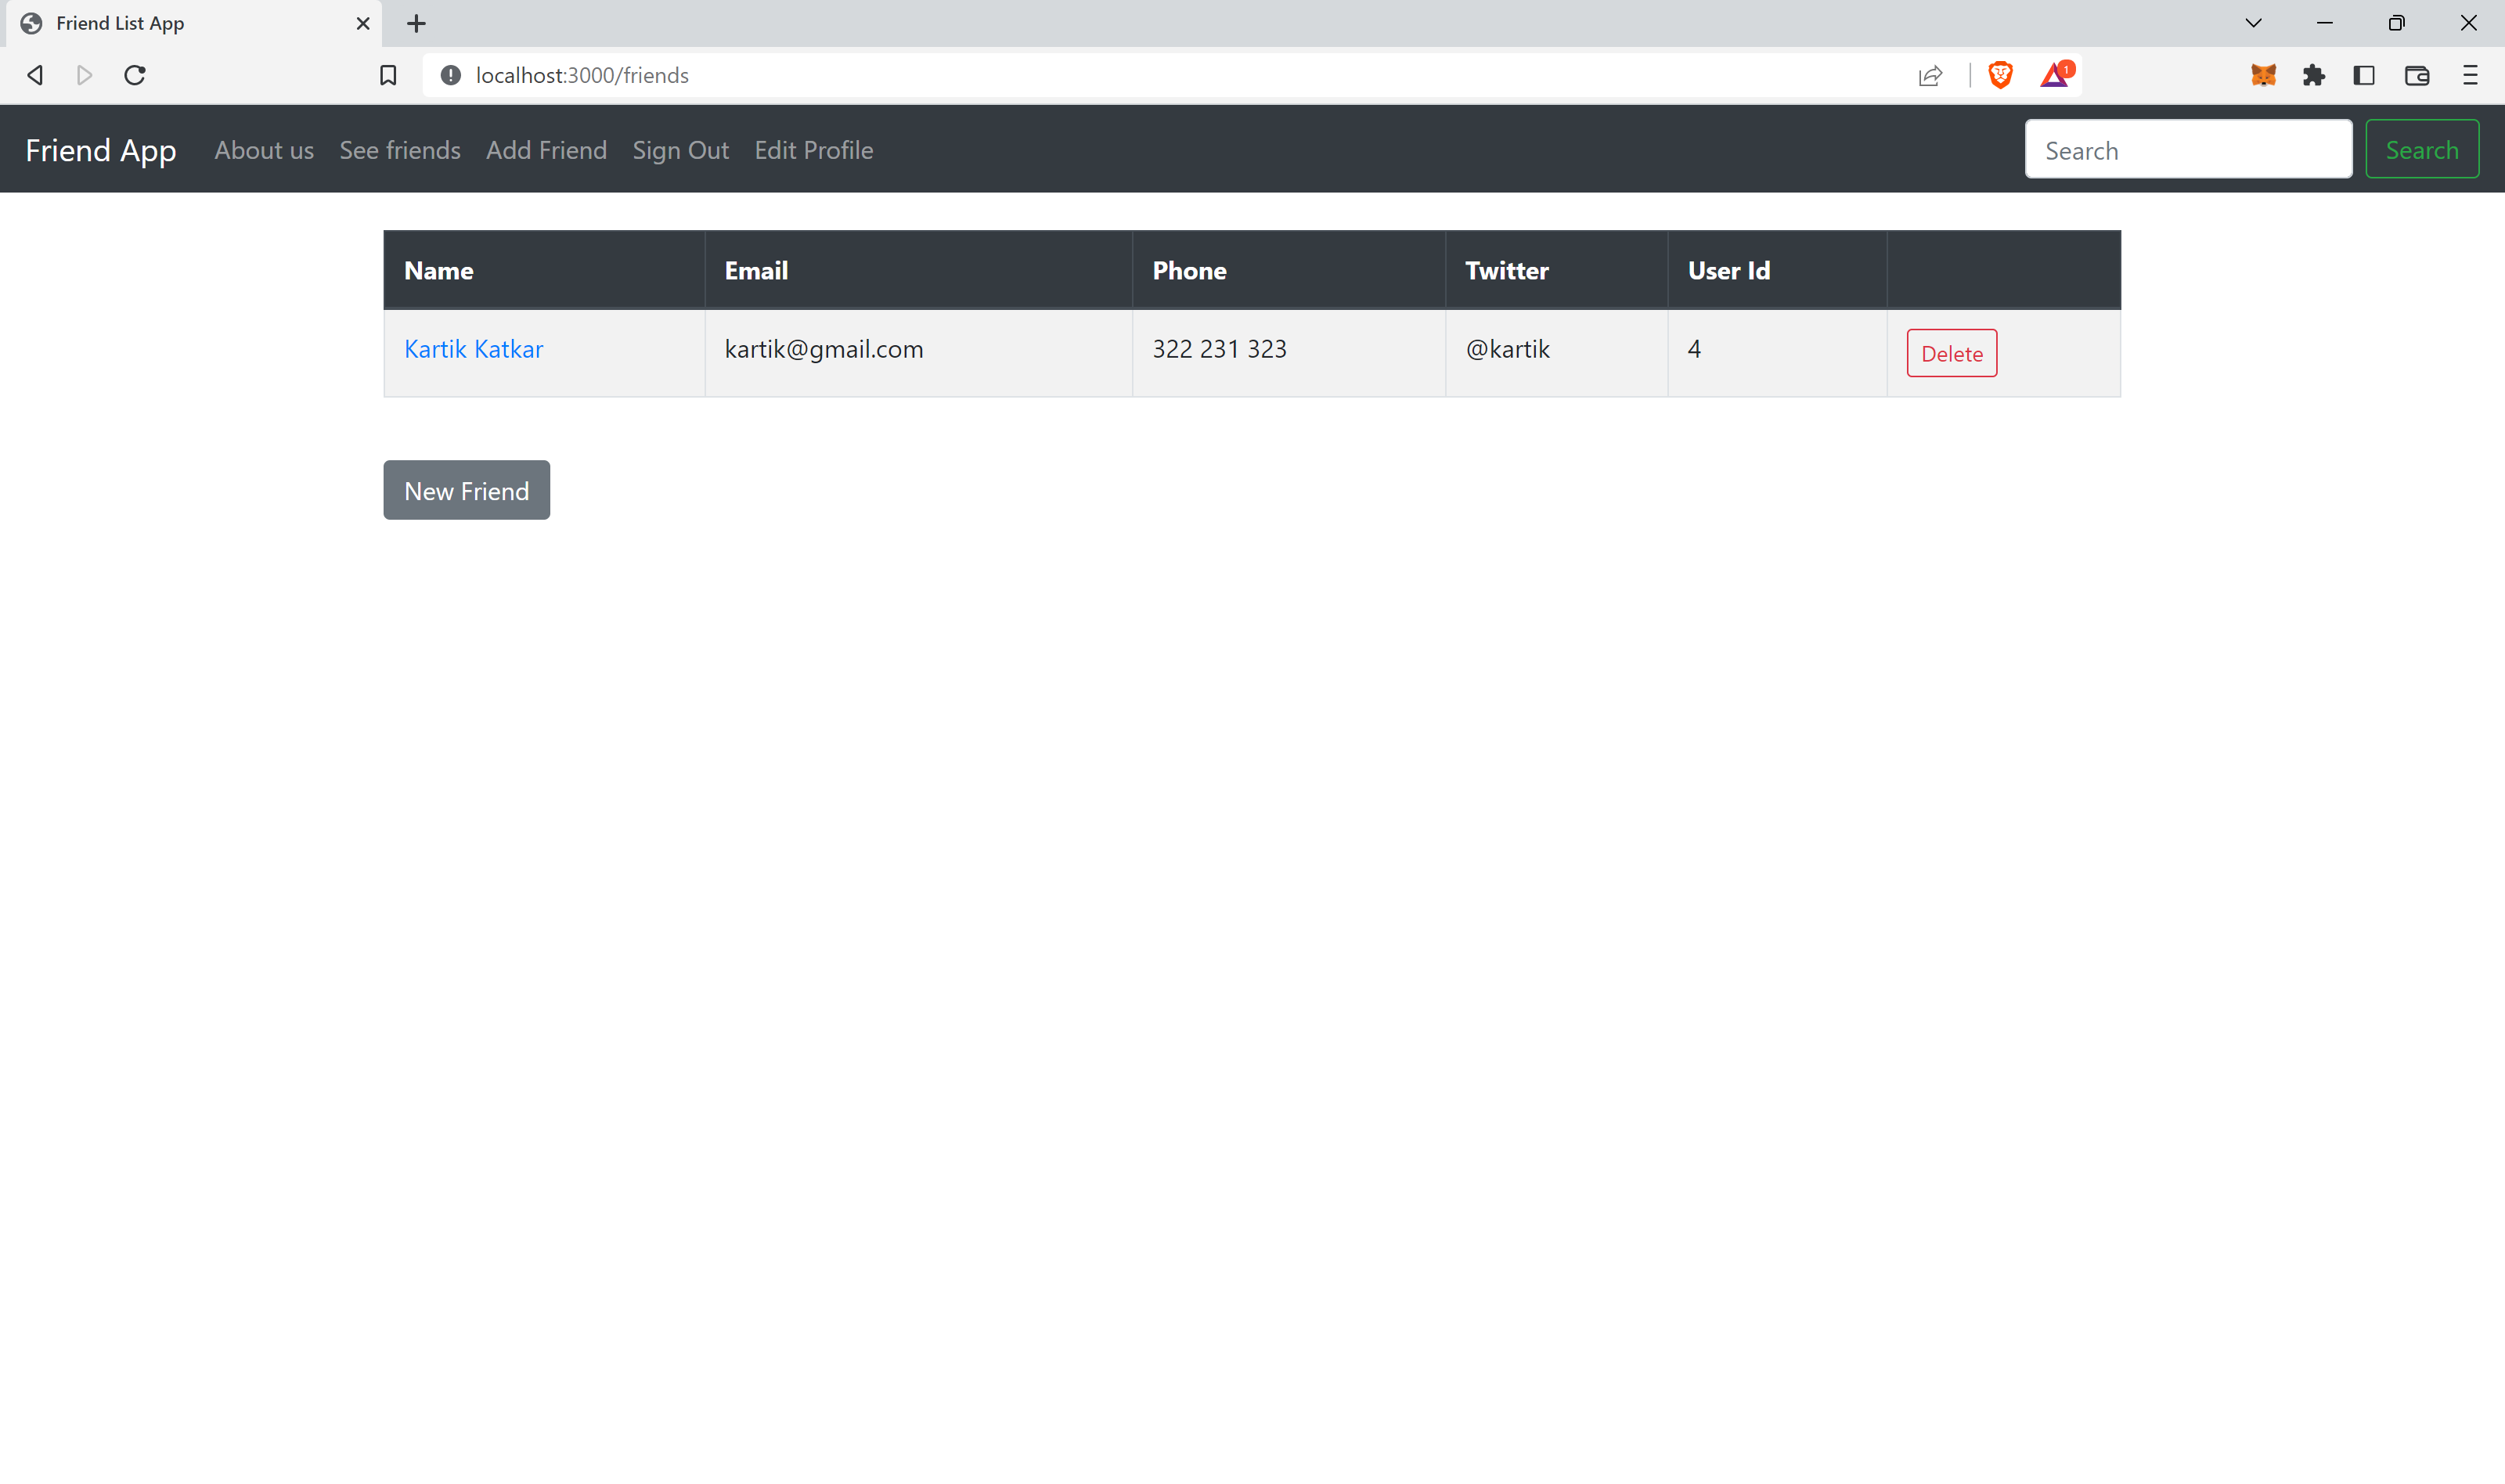 Friend List App
localhost:3000/friends
1
Friend App About us See friends Add Friend Sign Out Edit Profile Search Search
Name Email Phone Twitter User Id
Kartik Katkar kartik@gmail.com 322 231 323 @kartik 4 Delete
New Friend